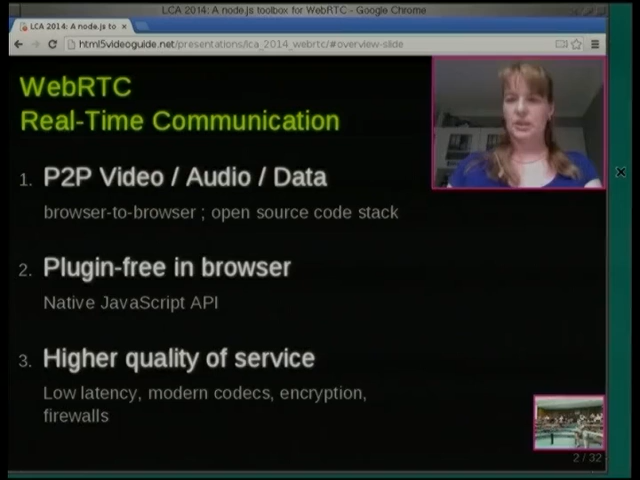 LCA 2014: A node.js toolbox for WebRTC - Google Chrome
LCA 2014: A node.js to
html5videoguide.net/presentations/lca_2014_webrtc/#overview-slide
WebRTC
Real-Time Communication
1. P2P Video / Audio / Data
browser-to-browser ; open source code stack
2. Plugin-free in browser
Native JavaScript API
3. Higher quality of service
Low latency, modern codecs, encryption,
firewalls
2 / 32